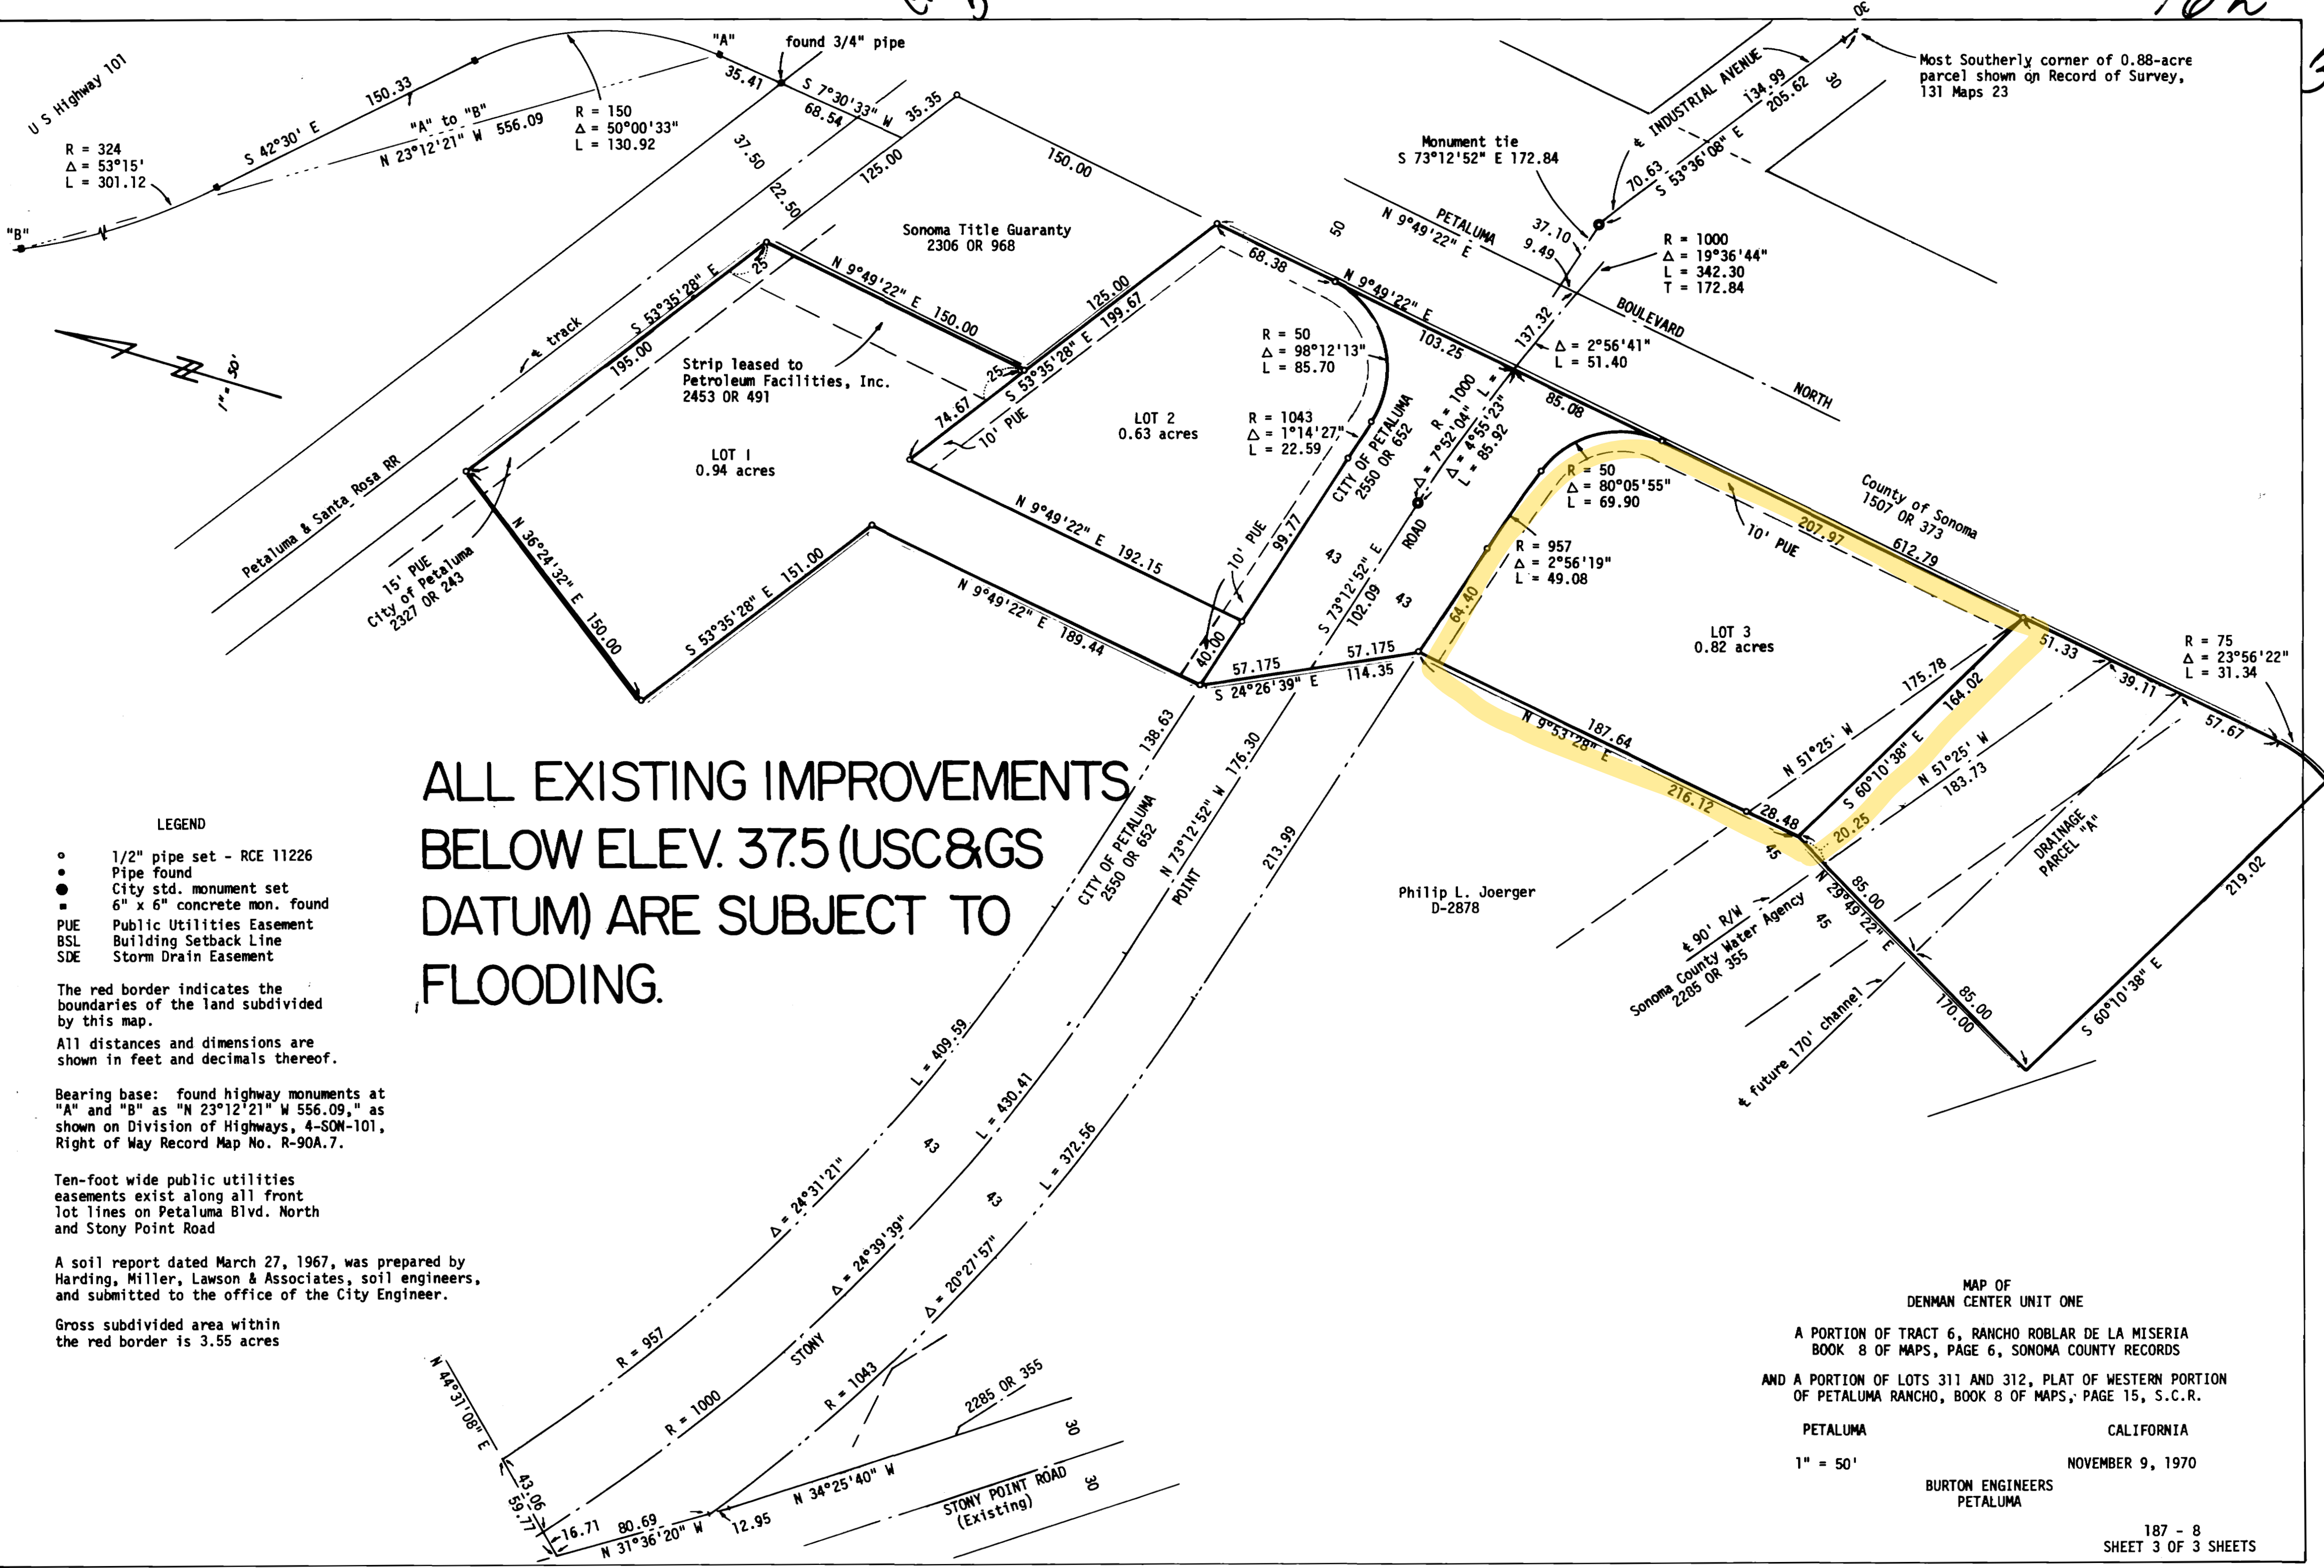 U S Highway 101
R = 324
Δ = 53°15'
L = 301.12
"B"
S 42°30' E
150.33
"A" to "B"
N 23°12'21" W 556.09
R = 150
Δ = 50°00'33"
L = 130.92
"A"
35.41
found 3/4" pipe
S 7°30'33" W
68.54
35.35
37.50
22.50
125.00
150.00
Sonoma Title Guaranty
2306 OR 968
1" = 50'
S 53°35'28" E
195.00
℄ track
Petaluma & Santa Rosa RR
25
N 9°49'22" E 150.00
Strip leased to
Petroleum Facilities, Inc.
2453 OR 491
25
125.00
S 53°35'28" E 199.67
74.67
10' PUE
LOT 1
0.94 acres
15' PUE
City of Petaluma
2327 OR 243
N 36°24'32" E 150.00
S 53°35'28" E 151.00
N 9°49'22" E 189.44
N 9°49'22" E 192.15
LOT 2
0.63 acres
68.38
50
N 9°49'22" E
103.25
R = 50
Δ = 98°12'13"
L = 85.70
R = 1043
Δ = 1°14'27"
L = 22.59
10' PUE
99.77
40.00
CITY OF PETALUMA
2550 OR 652
Monument tie
S 73°12'52" E 172.84
PETALUMA
N 9°49'22" E
BOULEVARD
NORTH
37.10
9.49
137.32
℄ INDUSTRIAL AVENUE
134.99
205.62
70.63
S 53°36'08" E
30
30
Most Southerly corner of 0.88-acre
parcel shown on Record of Survey,
131 Maps 23
R = 1000
Δ = 19°36'44"
L = 342.30
T = 172.84
Δ = 2°56'41"
L = 51.40
R = 1000
Δ = 7°52'04" L =
Δ = 4°55'23"
L = 85.92
ROAD
85.08
43
S 73°12'52" E
102.09
43
57.175
57.175
S 24°26'39" E 114.35
R = 50
Δ = 80°05'55"
L = 69.90
R = 957
Δ = 2°56'19"
L = 49.08
64.40
10' PUE
207.97
612.79
County of Sonoma
1507 OR 373
LOT 3
0.82 acres
51.33
39.11
57.67
R = 75
Δ = 23°56'22"
L = 31.34
187.64
N 9°53'28" E
216.12
28.48
N 51°25' W
175.78
164.02
S 60°10'38" E
N 51°25' W
183.73
20.25
45
N 29°49'22" E
85.00
45
85.00
170.00
DRAINAGE
PARCEL "A"
219.02
S 60°10'38" E
℄ 90' R/W
Sonoma County Water Agency
2285 OR 355
℄ future 170' channel
Philip L. Joerger
D-2878
ALL EXISTING IMPROVEMENTS
BELOW ELEV. 37.5 (USC&GS
DATUM) ARE SUBJECT TO
FLOODING.
138.63
CITY OF PETALUMA
2550 OR 652
176.30
N 73°12'52" W
POINT
213.99
L = 409.59
L = 430.41
L = 372.56
43
43
Δ = 24°31'21"
Δ = 24°39'39"
Δ = 20°27'57"
R = 957
R = 1000
R = 1043
STONY
N 44°31'08" E
43.06
59.77
16.71
80.69
N 31°36'20" W
12.95
N 34°25'40" W
2285 OR 355
30
STONY POINT ROAD
(Existing)
30
LEGEND
1/2" pipe set - RCE 11226
Pipe found
City std. monument set
6" x 6" concrete mon. found
PUE Public Utilities Easement
BSL Building Setback Line
SDE Storm Drain Easement
The red border indicates the
boundaries of the land subdivided
by this map.
All distances and dimensions are
shown in feet and decimals thereof.
Bearing base: found highway monuments at
"A" and "B" as "N 23°12'21" W 556.09," as
shown on Division of Highways, 4-SON-101,
Right of Way Record Map No. R-90A.7.
Ten-foot wide public utilities
easements exist along all front
lot lines on Petaluma Blvd. North
and Stony Point Road
A soil report dated March 27, 1967, was prepared by
Harding, Miller, Lawson & Associates, soil engineers,
and submitted to the office of the City Engineer.
Gross subdivided area within
the red border is 3.55 acres
MAP OF
DENMAN CENTER UNIT ONE
A PORTION OF TRACT 6, RANCHO ROBLAR DE LA MISERIA
BOOK 8 OF MAPS, PAGE 6, SONOMA COUNTY RECORDS
AND A PORTION OF LOTS 311 AND 312, PLAT OF WESTERN PORTION
OF PETALUMA RANCHO, BOOK 8 OF MAPS, PAGE 15, S.C.R.
PETALUMA CALIFORNIA
1" = 50' NOVEMBER 9, 1970
BURTON ENGINEERS
PETALUMA
187 - 8
SHEET 3 OF 3 SHEETS